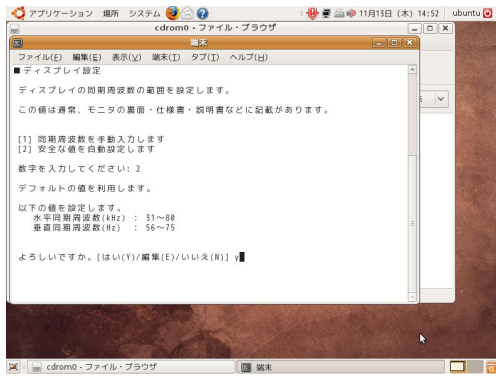 アプリケーション 場所 システム 11月13日 (木) 14:52 ubuntu
cdrom0 - ファイル・ブラウザ
端末
ファイル(F) 編集(E) 表示(V) 端末(T) タブ(T) ヘルプ(H)
■ディスプレイ設定
ディスプレイの同期周波数の範囲を設定します。
この値は通常、モニタの裏面・仕様書・説明書などに記載があります。
[1] 同期周波数を手動入力します
[2] 安全な値を自動設定します
数字を入力してください: 2
デフォルトの値を利用します。
以下の値を設定します。
水平同期周波数(kHz) : 31～80
垂直同期周波数(Hz) : 56～75
よろしいですか。[はい(Y)/編集(E)/いいえ(N)] y
cdrom0 - ファイル・ブラウザ
端末